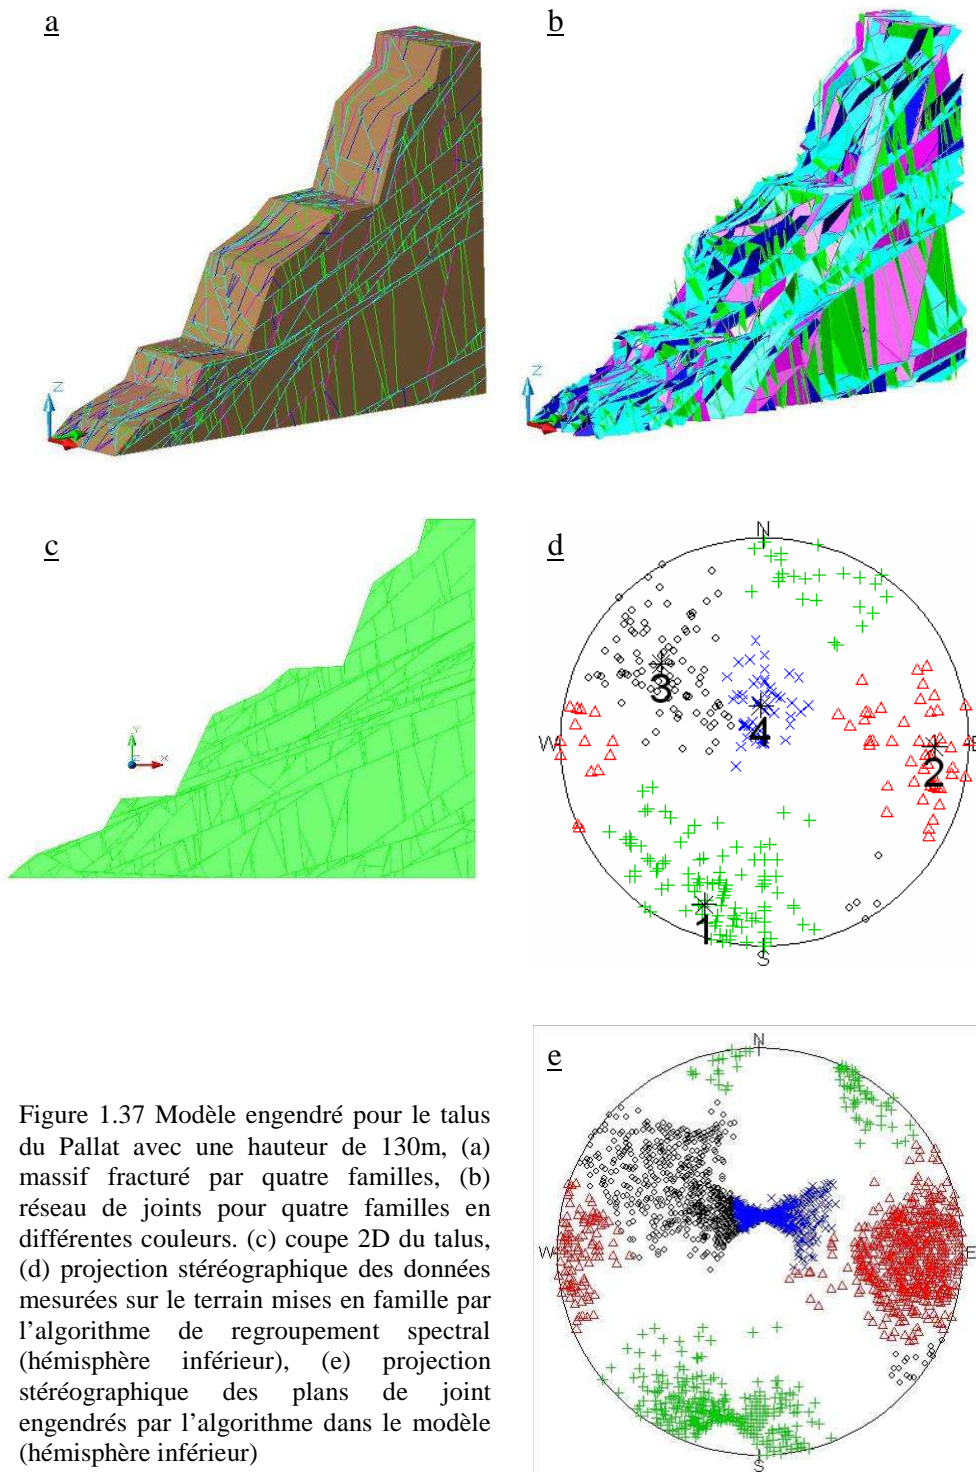 a
b
Z
Z
c
d
N
3
4
W
E
2
Y
X
Z
1
S
e
N
W
E
S
Figure 1.37 Modèle engendré pour le talus
du Pallat avec une hauteur de 130m, (a)
massif fracturé par quatre familles, (b)
réseau de joints pour quatre familles en
différentes couleurs. (c) coupe 2D du talus,
(d) projection stéréographique des données
mesurées sur le terrain mises en famille par
l’algorithme de regroupement spectral
(hémisphère inférieur), (e) projection
stéréographique des plans de joint
engendrés par l’algorithme dans le modèle
(hémisphère inférieur)